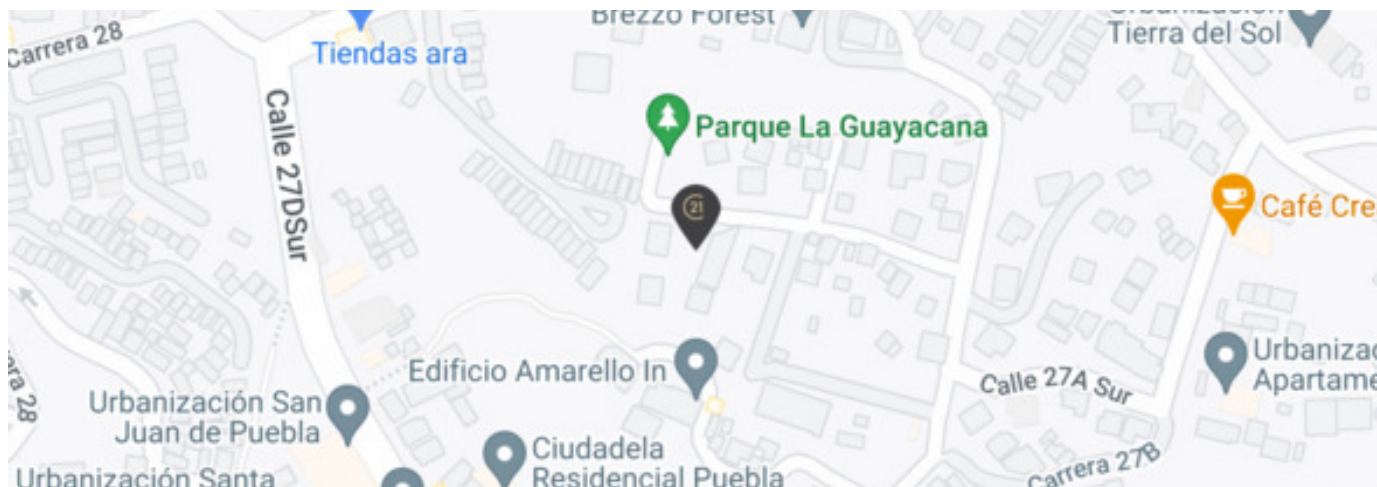 Brezzo Forest
Tierra del Sol
Carrera 28
Tiendas ara
Calle 27DSur
Parque La Guayacana
21
Café Cre
Edificio Amarello In
Urbanizac
Apartame
Calle 27A Sur
Urbanización San
Juan de Puebla
Ciudadela
Residencial Puebla
Carrera 27B
Urbanización Santa